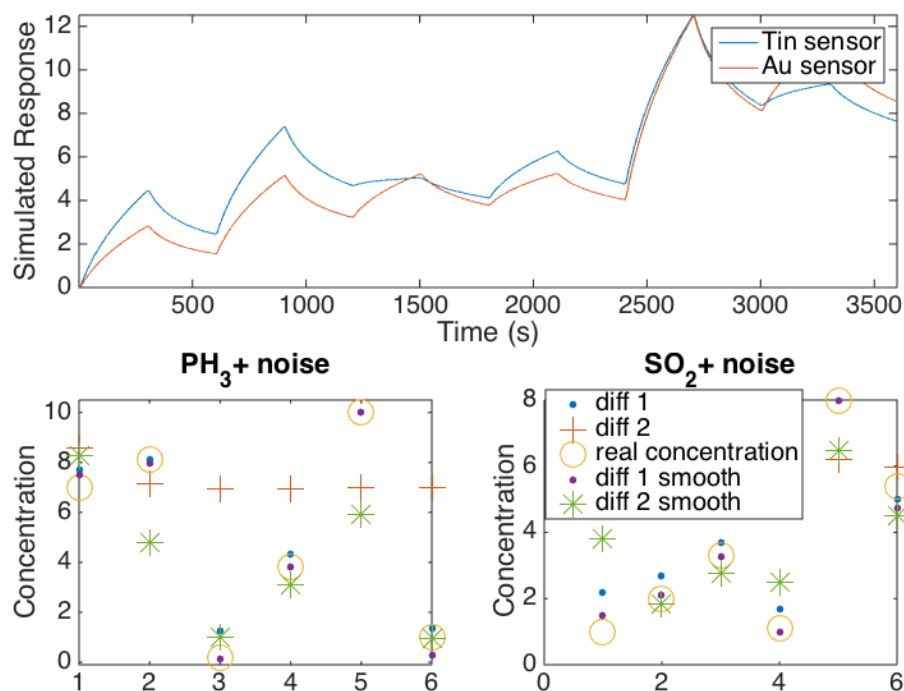 12
10
8
6
4
2
0
Simulated Response
Tin sensor
Au sensor
500 1000 1500 2000 2500 3000 3500
Time (s)
PH3+ noise
10
8
6
4
2
0
Concentration
1 2 3 4 5 6
SO2+ noise
8
6
4
2
0
Concentration
diff 1
diff 2
real concentration
diff 1 smooth
diff 2 smooth
0 2 4 6